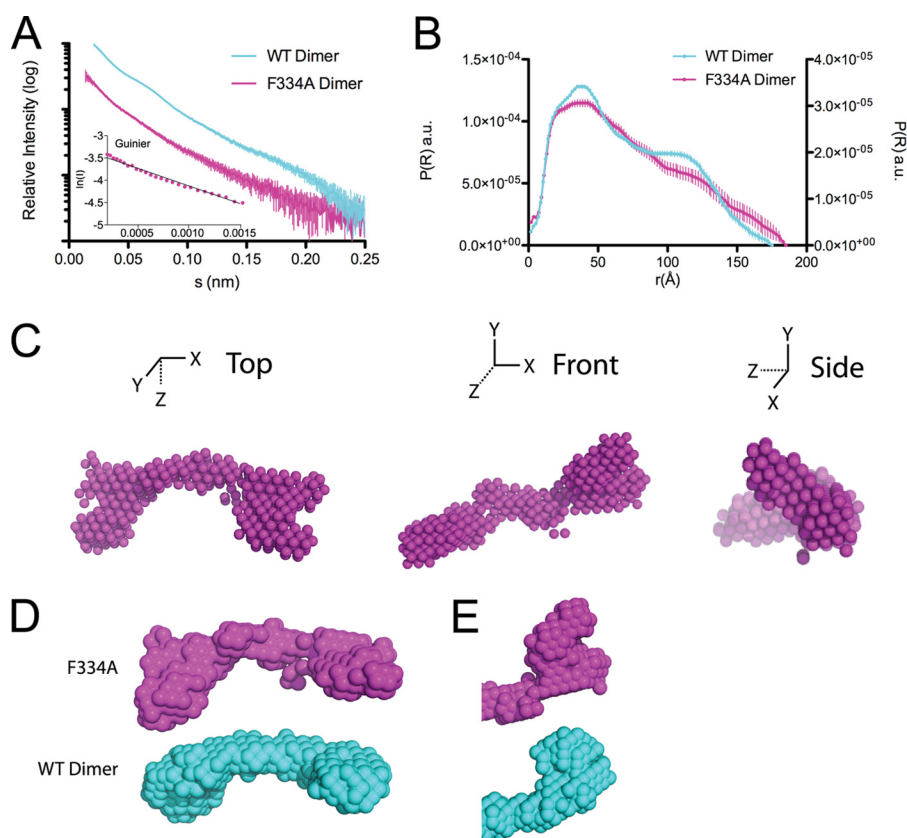 A
WT Dimer
F334A Dimer
Relative Intensity (log)
Guinier
-3
-3.5
-4
-4.5
-5
ln(I)
0.0005
0.0010
0.0015
0.00
0.05
0.10
0.15
0.20
0.25
s (nm)
B
WT Dimer
F334A Dimer
1.5×10⁻⁰⁴
1.0×10⁻⁰⁴
5.0×10⁻⁰⁵
0.0×10⁺⁰⁰
P(R) a.u.
4.0×10⁻⁰⁵
3.0×10⁻⁰⁵
2.0×10⁻⁰⁵
1.0×10⁻⁰⁵
0.0×10⁺⁰⁰
P(R) a.u.
0
50
100
150
200
r(Å)
C
X
Y
Z
Top
Y
X
Z
Front
Y
Z
X
Side
D
F334A
WT Dimer
E